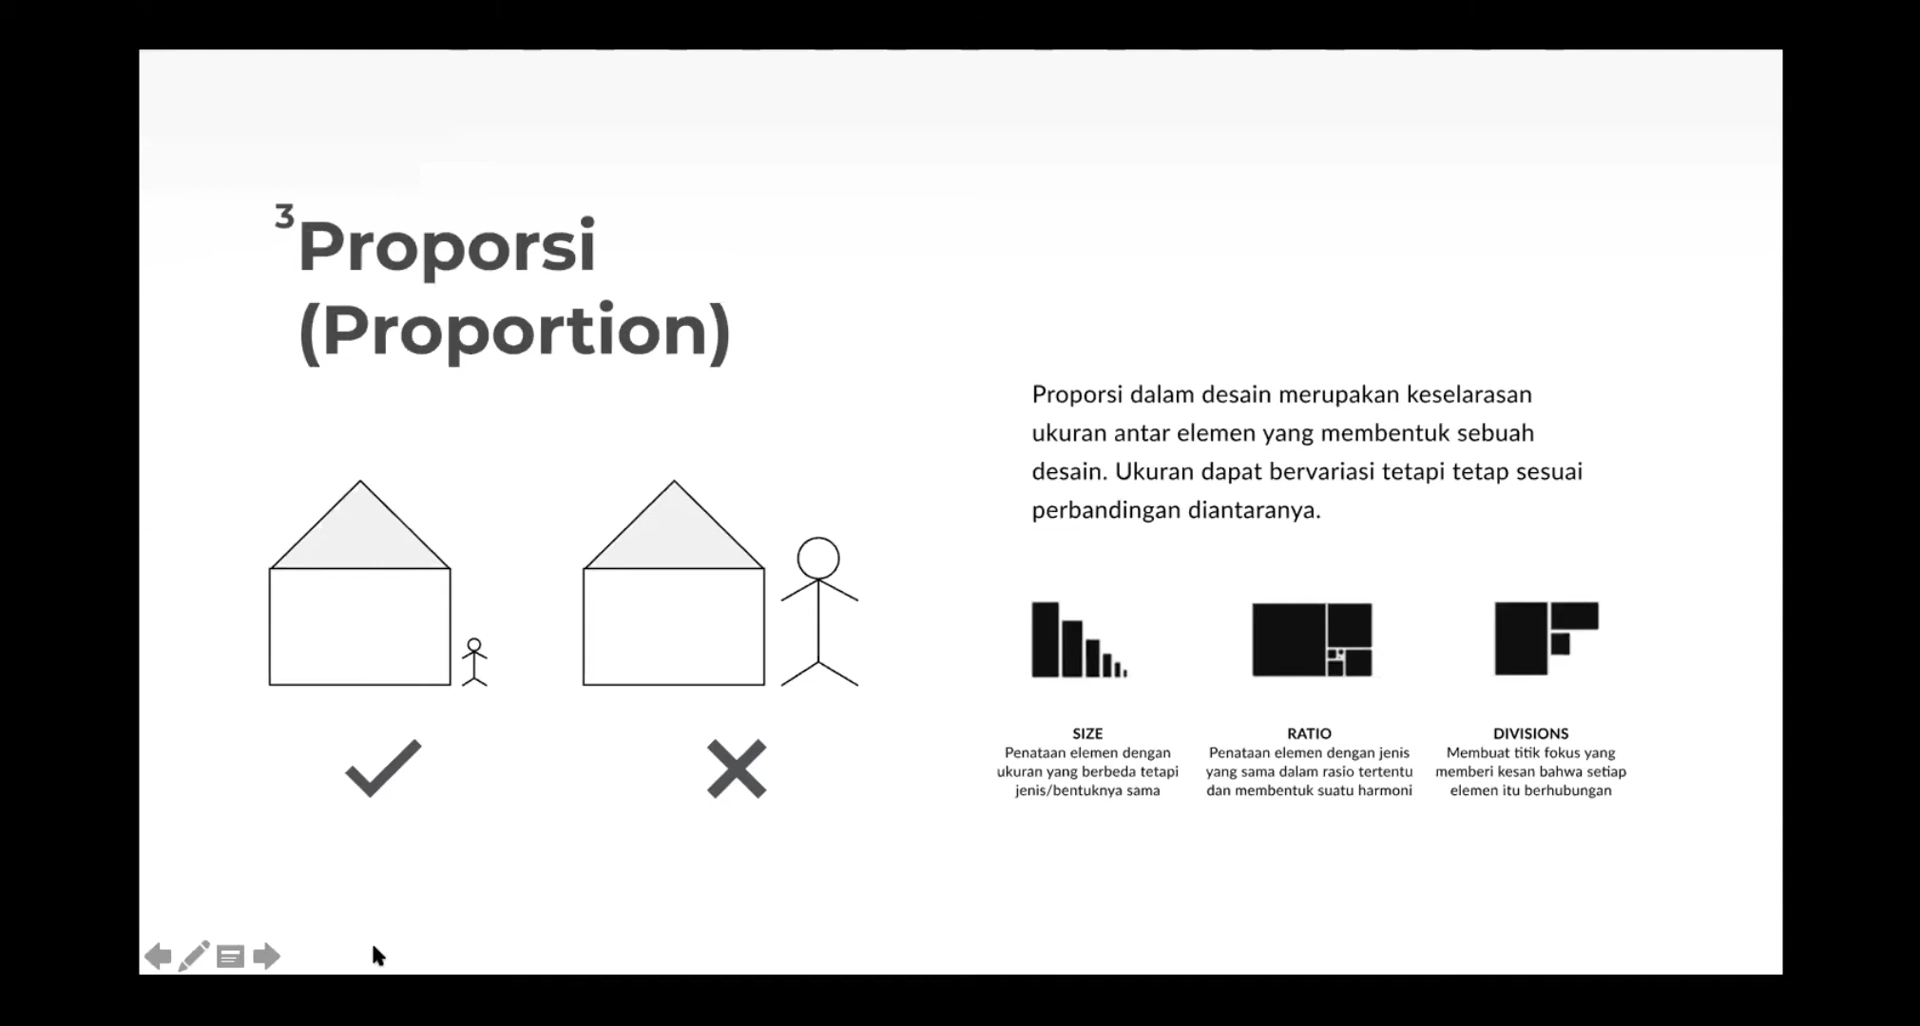 3
Proporsi
(Proportion)
Proporsi dalam desain merupakan keselarasan
ukuran antar elemen yang membentuk sebuah
desain. Ukuran dapat bervariasi tetapi tetap sesuai
perbandingan diantaranya.
SIZE
Penataan elemen dengan
ukuran yang berbeda tetapi
jenis/bentuknya sama
RATIO
Penataan elemen dengan jenis
yang sama dalam rasio tertentu
dan membentuk suatu harmoni
DIVISIONS
Membuat titik fokus yang
memberi kesan bahwa setiap
elemen itu berhubungan